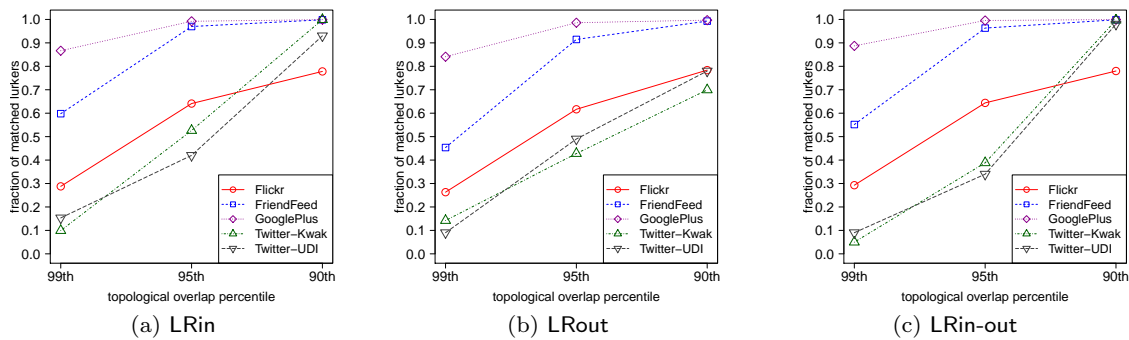 fraction of matched lurkers
1.0
0.9
0.8
0.7
0.6
0.5
0.4
0.3
0.2
0.1
0.0
Flickr
FriendFeed
GooglePlus
Twitter−Kwak
Twitter−UDI
99th 95th 90th
topological overlap percentile
(a) LRin
fraction of matched lurkers
1.0
0.9
0.8
0.7
0.6
0.5
0.4
0.3
0.2
0.1
0.0
Flickr
FriendFeed
GooglePlus
Twitter−Kwak
Twitter−UDI
99th 95th 90th
topological overlap percentile
(b) LRout
fraction of matched lurkers
1.0
0.9
0.8
0.7
0.6
0.5
0.4
0.3
0.2
0.1
0.0
Flickr
FriendFeed
GooglePlus
Twitter−Kwak
Twitter−UDI
99th 95th 90th
topological overlap percentile
(c) LRin-out